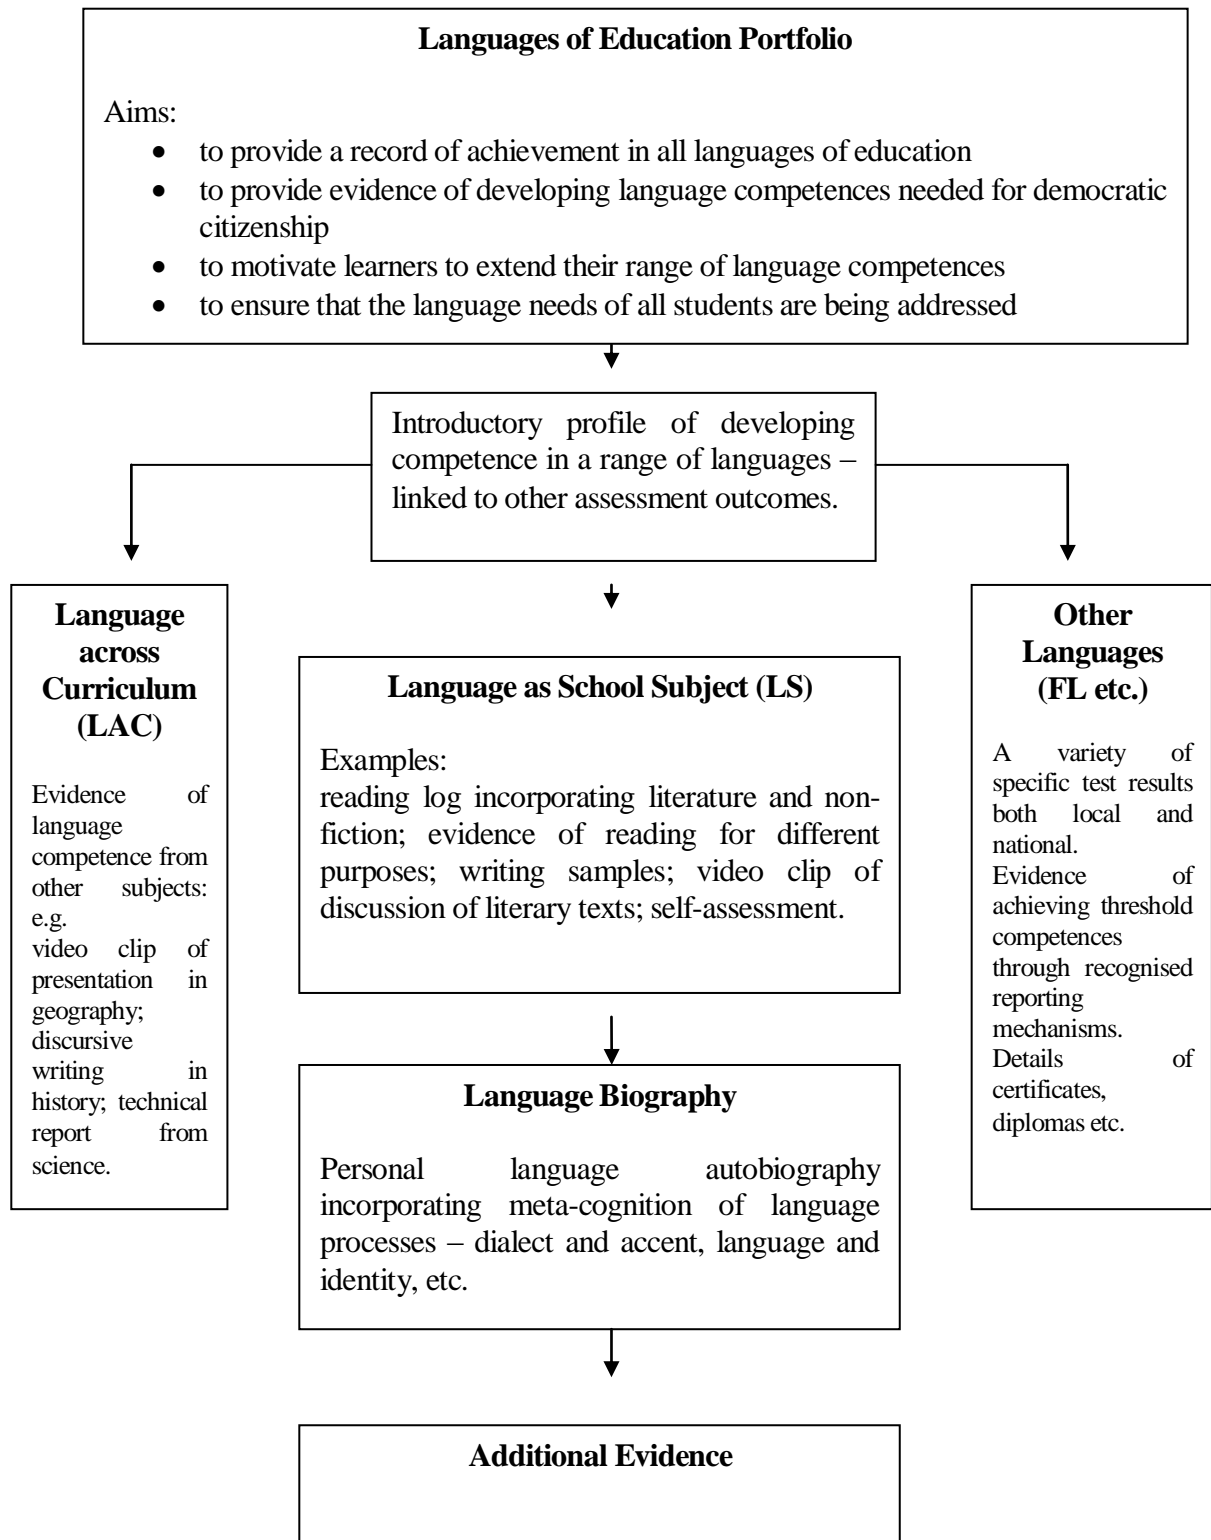 Languages of Education Portfolio
Aims:
• to provide a record of achievement in all languages of education
• to provide evidence of developing language competences needed for democratic
citizenship
• to motivate learners to extend their range of language competences
• to ensure that the language needs of all students are being addressed
Introductory profile of developing
competence in a range of languages –
linked to other assessment outcomes.
Language
across
Curriculum
(LAC)
Evidence of
language
competence from
other subjects:
e.g.
video clip of
presentation in
geography;
discursive
writing in
history; technical
report from
science.
Language as School Subject (LS)
Examples:
reading log incorporating literature and non-
fiction; evidence of reading for different
purposes; writing samples; video clip of
discussion of literary texts; self-assessment.
Other
Languages
(FL etc.)
A variety of
specific test results
both local and
national.
Evidence of
achieving threshold
competences
through recognised
reporting
mechanisms.
Details of
certificates,
diplomas etc.
Language Biography
Personal language autobiography
incorporating meta-cognition of language
processes – dialect and accent, language and
identity, etc.
Additional Evidence